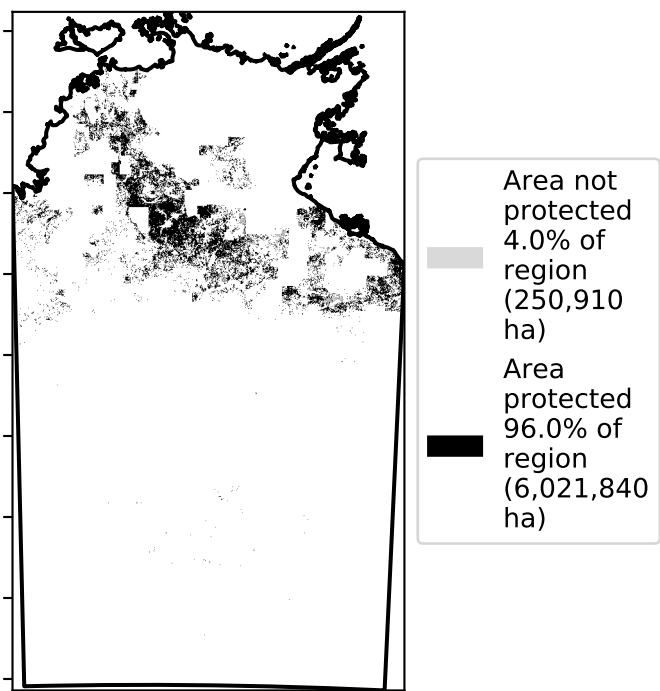 Area not
protected
4.0% of
region
(250,910
ha)
Area
protected
96.0% of
region
(6,021,840
ha)